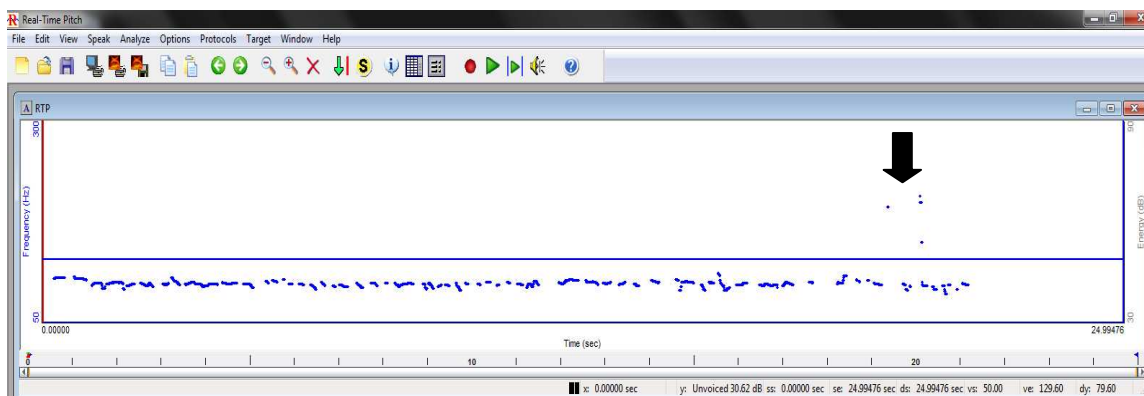 Real-Time Pitch
File Edit View Speak Analyze Options Protocols Target Window Help
A RTP
300
90
Frequency (Hz)
Energy (dB)
50
30
0.00000
24.99476
Time (sec)
0 10 20
x: 0.00000 sec y: Unvoiced 30.62 dB ss: 0.00000 sec se: 24.99476 sec ds: 24.99476 sec vs: 50.00 ve: 129.60 dy: 79.60